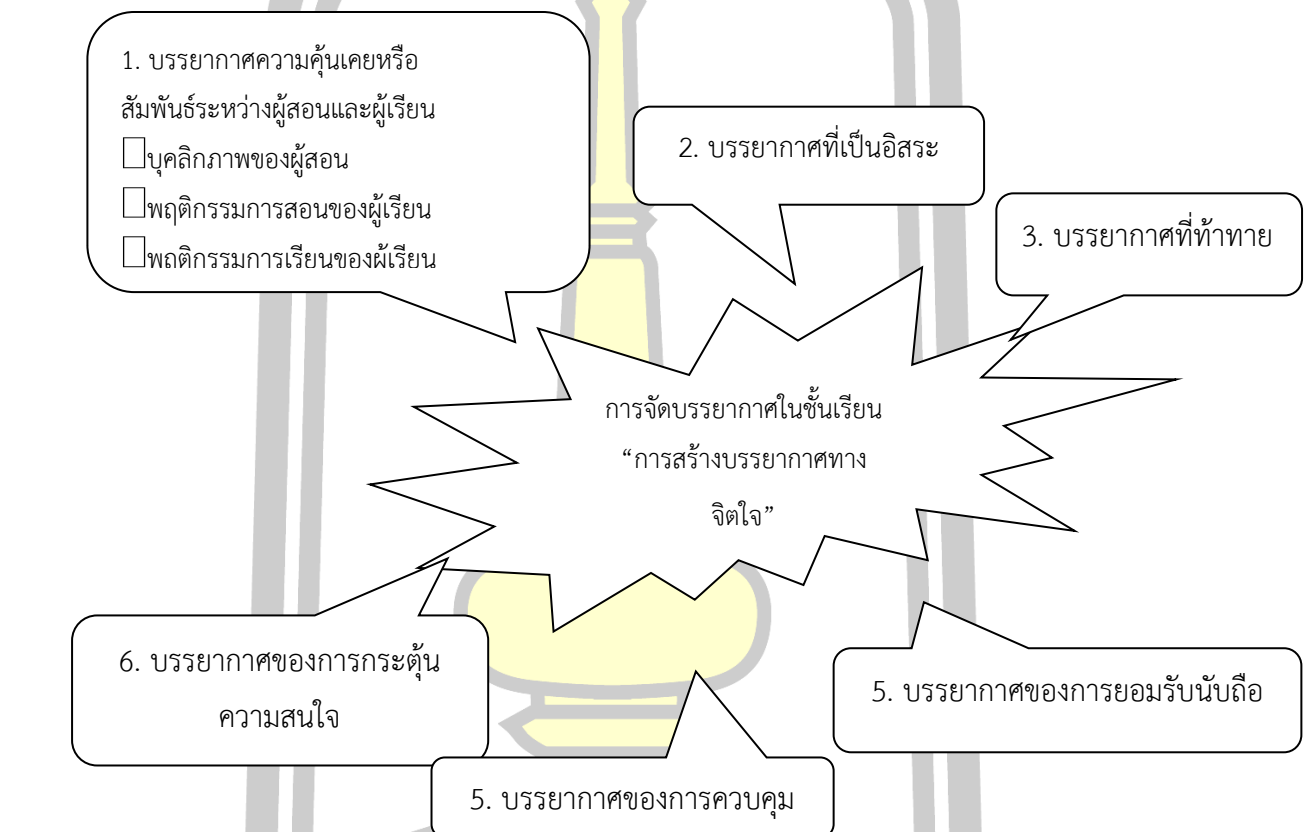 1. บรรยากาศความคุ้นเคยหรือ
สัมพันธ์ระหว่างผู้สอนและผู้เรียน
□บุคลิกภาพของผู้สอน
□พฤติกรรมการสอนของผู้เรียน
□พฤติกรรมการเรียนของผู้เรียน
2. บรรยากาศที่เป็นอิสระ
3. บรรยากาศที่ท้าทาย
การจัดบรรยากาศในชั้นเรียน
“การสร้างบรรยากาศทาง
จิตใจ”
6. บรรยากาศของการกระตุ้น
ความสนใจ
5. บรรยากาศของการยอมรับนับถือ
5. บรรยากาศของการควบคุม